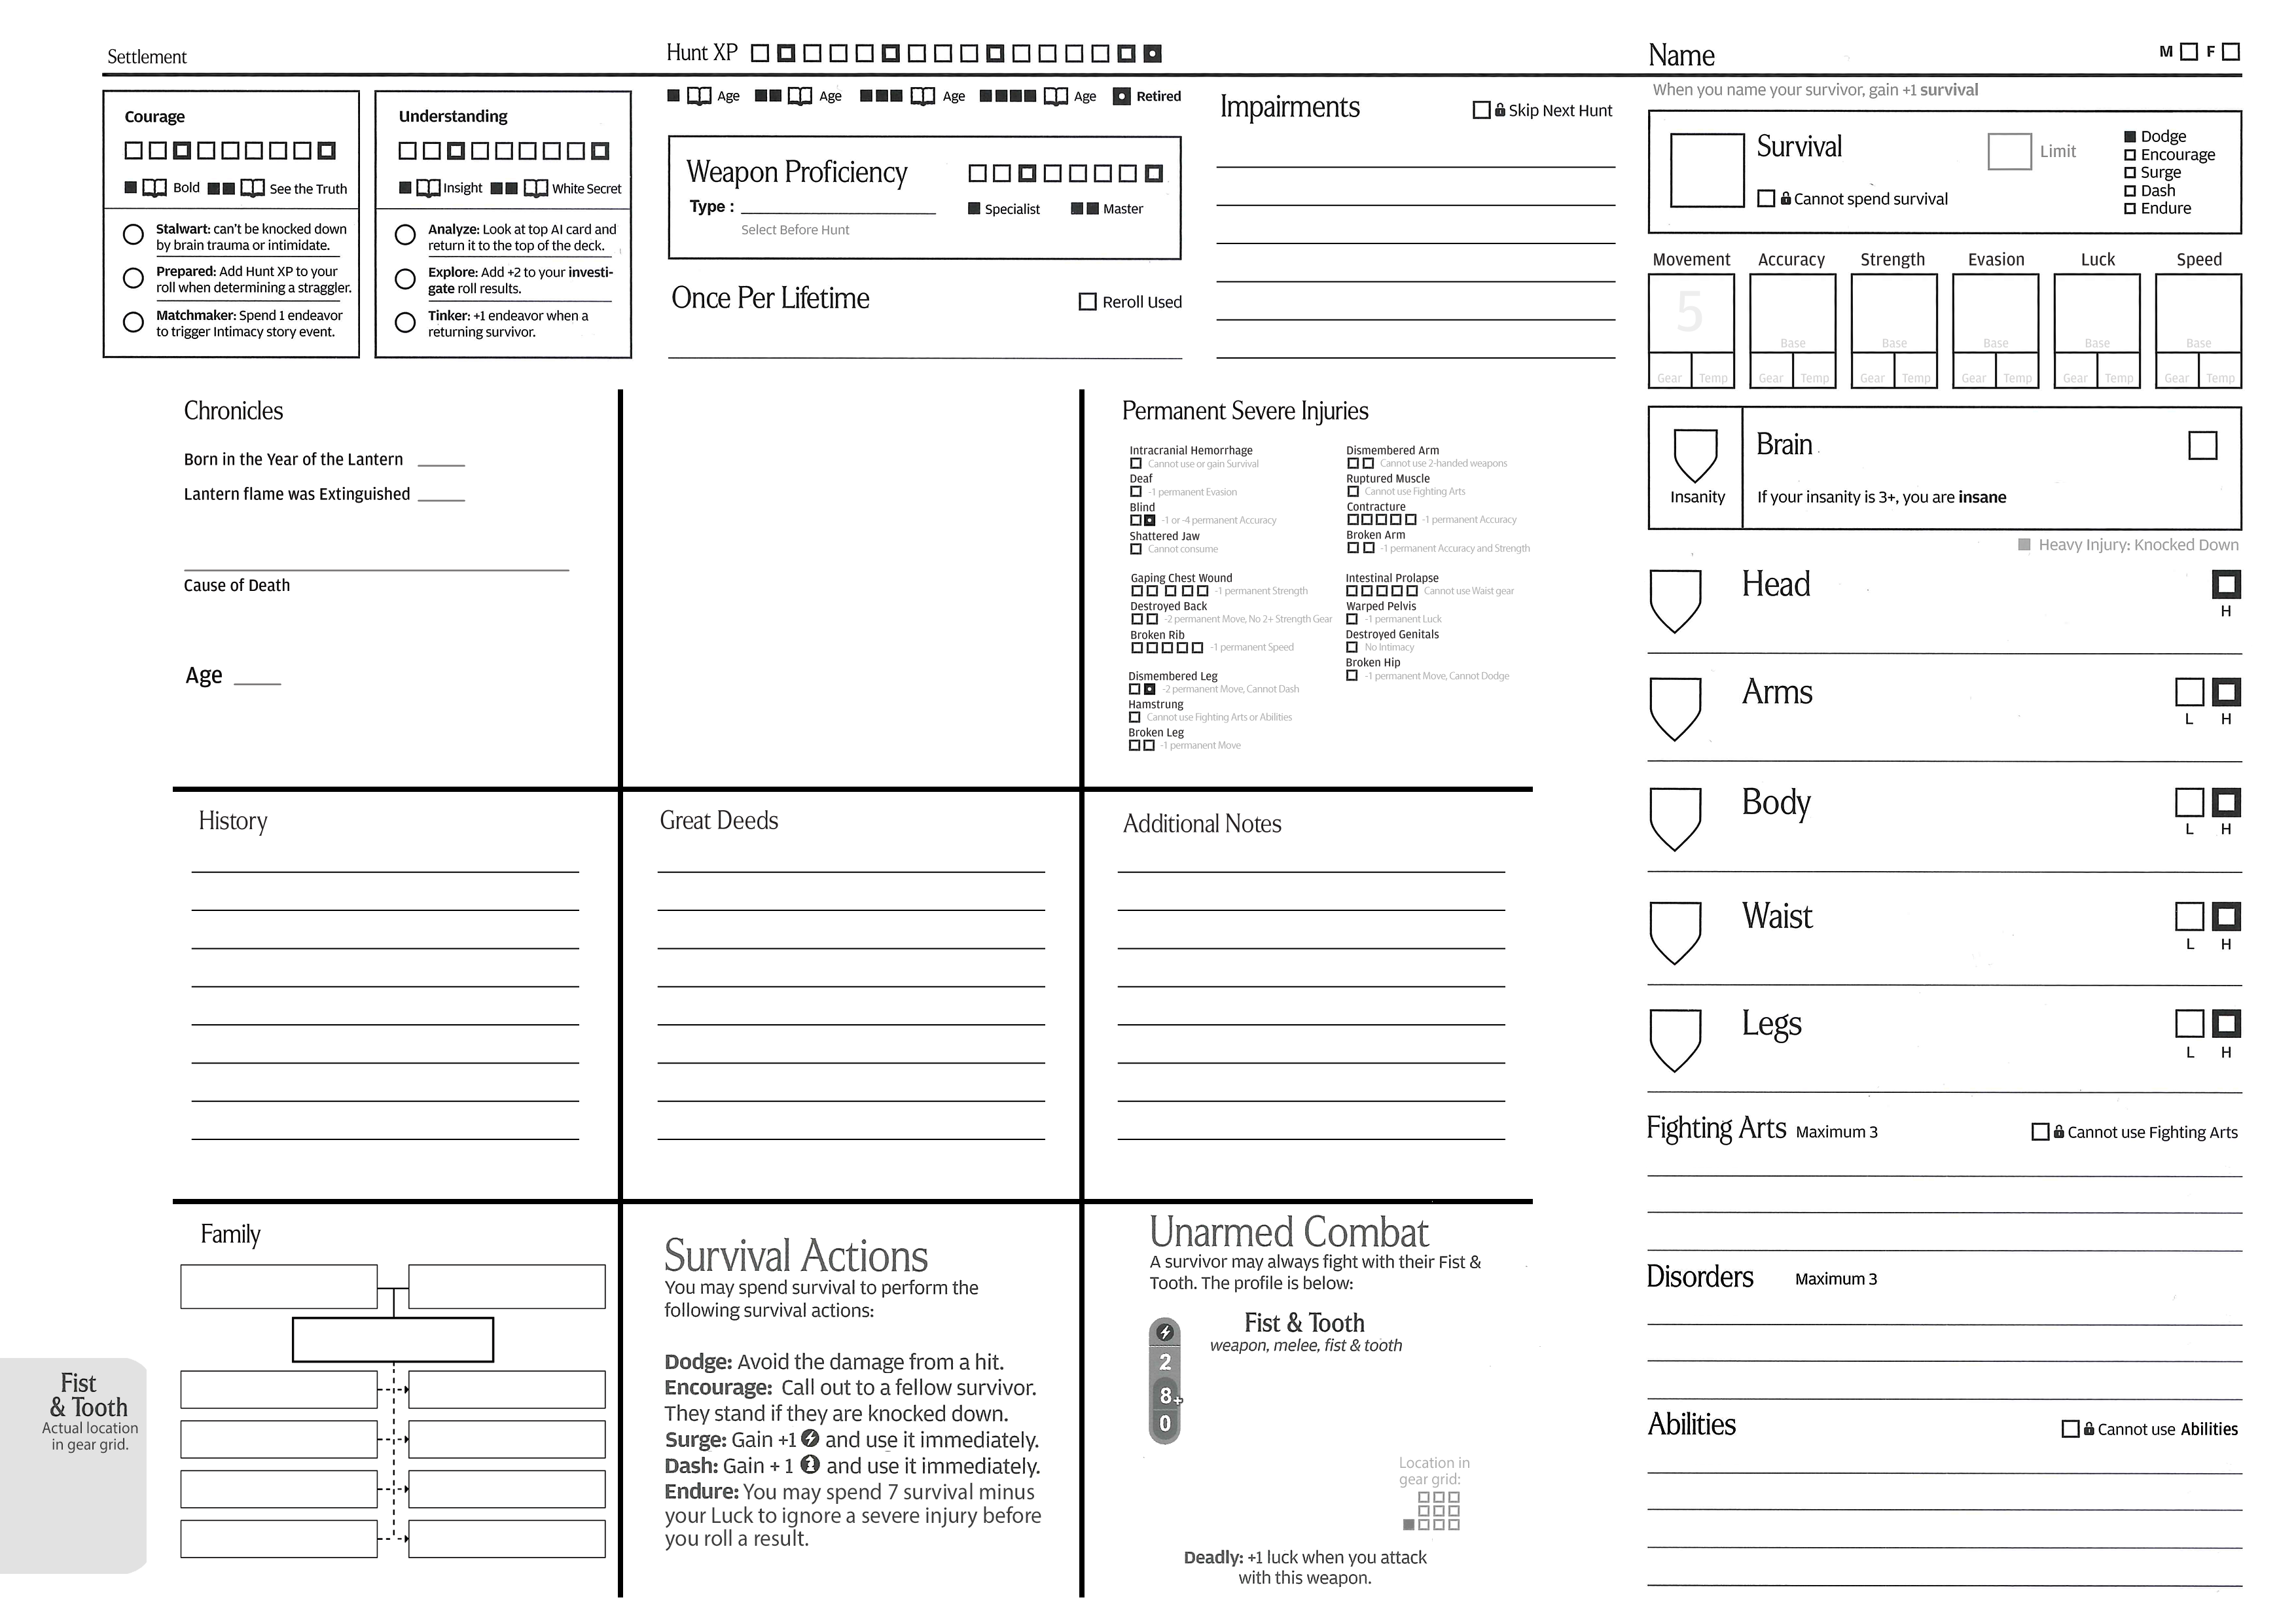 Settlement
Hunt XP
Name
M F
When you name your survivor, gain +1 survival
Courage
Bold See the Truth
Stalwart: can't be knocked down
by brain trauma or intimidate.
Prepared: Add Hunt XP to your
roll when determining a straggler.
Matchmaker: Spend 1 endeavor
to trigger Intimacy story event.
Understanding
Insight White Secret
Analyze: Look at top AI card and
return it to the top of the deck.
Explore: Add +2 to your investi-
gate roll results.
Tinker: +1 endeavor when a
returning survivor.
Age Age Age Age Retired
Weapon Proficiency
Type :
Specialist Master
Select Before Hunt
Once Per Lifetime Reroll Used
Impairments Skip Next Hunt
Survival Limit
Cannot spend survival
Dodge
Encourage
Surge
Dash
Endure
Movement Accuracy Strength Evasion Luck Speed
5
Base Base Base Base Base
Gear Temp Gear Temp Gear Temp Gear Temp Gear Temp Gear Temp
Brain
Insanity
If your insanity is 3+, you are insane
Heavy Injury: Knocked Down
Head
H
Arms
L H
Body
L H
Waist
L H
Legs
L H
Fighting Arts Maximum 3 Cannot use Fighting Arts
Disorders Maximum 3
Abilities Cannot use Abilities
Chronicles
Born in the Year of the Lantern
Lantern flame was Extinguished
Cause of Death
Age
Permanent Severe Injuries
Intracranial Hemorrhage
Cannot use or gain Survival
Deaf
-1 permanent Evasion
Blind
-1 or -4 permanent Accuracy
Shattered Jaw
Cannot consume
Gaping Chest Wound
-1 permanent Strength
Destroyed Back
-2 permanent Move, No 2+ Strength Gear
Broken Rib
-1 permanent Speed
Dismembered Leg
-2 permanent Move, Cannot Dash
Hamstrung
Cannot use Fighting Arts or Abilities
Broken Leg
-1 permanent Move
Dismembered Arm
Cannot use 2-handed weapons
Ruptured Muscle
Cannot use Fighting Arts
Contracture
-1 permanent Accuracy
Broken Arm
-1 permanent Accuracy and Strength
Intestinal Prolapse
Cannot use Waist gear
Warped Pelvis
-1 permanent Luck
Destroyed Genitals
No Intimacy
Broken Hip
-1 permanent Move, Cannot Dodge
History
Great Deeds
Additional Notes
Family
Fist
& Tooth
Actual location
in gear grid.
Survival Actions
You may spend survival to perform the
following survival actions:
Dodge: Avoid the damage from a hit.
Encourage: Call out to a fellow survivor.
They stand if they are knocked down.
Surge: Gain +1 and use it immediately.
Dash: Gain + 1 and use it immediately.
Endure: You may spend 7 survival minus
your Luck to ignore a severe injury before
you roll a result.
Unarmed Combat
A survivor may always fight with their Fist &
Tooth. The profile is below:
Fist & Tooth
weapon, melee, fist & tooth
2
8+
0
Location in
gear grid:
Deadly: +1 luck when you attack
with this weapon.